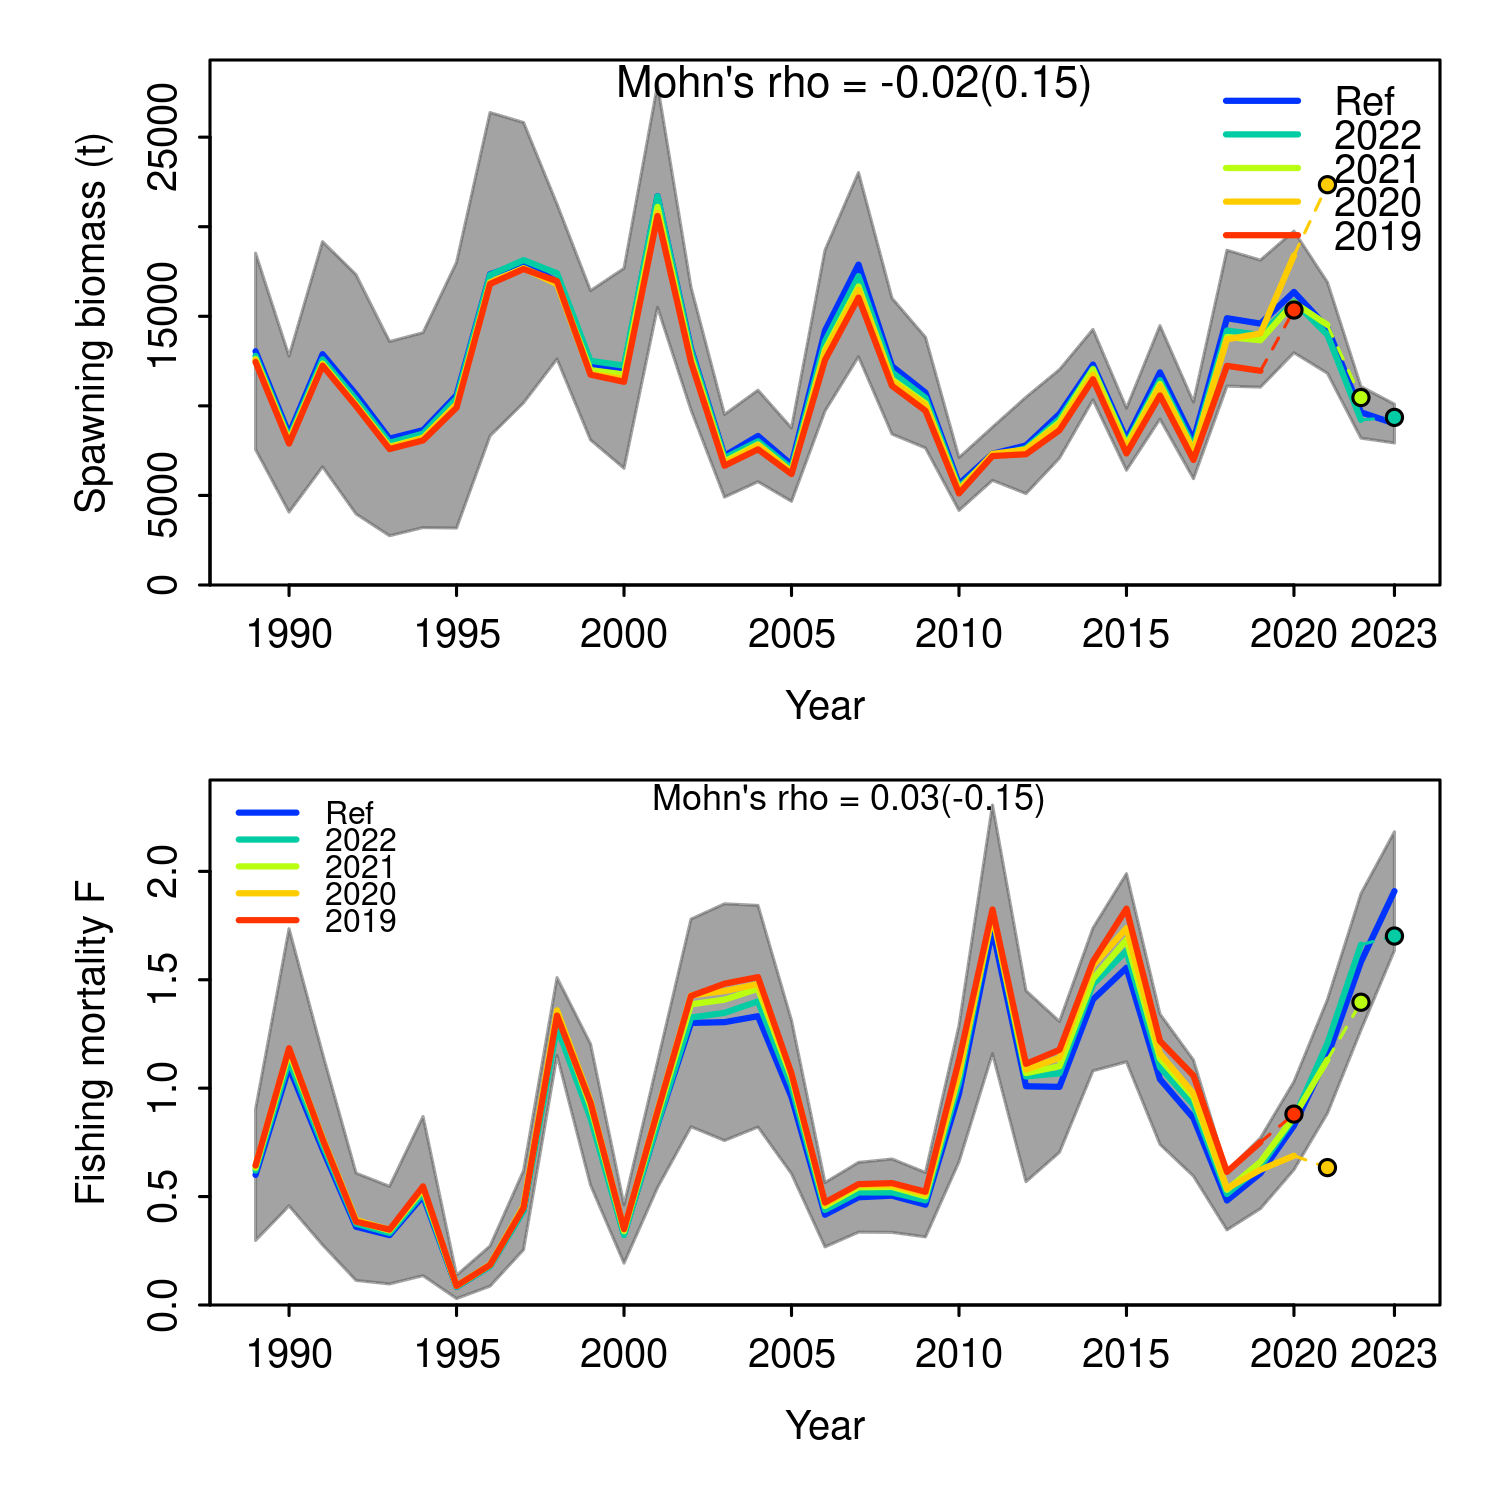 Mohn's rho = -0.02(0.15)
Ref
2022
2021
2020
2019
Spawning biomass (t)
25000
15000
5000
0
1990 1995 2000 2005 2010 2015 2020 2023
Year
Mohn's rho = 0.03(-0.15)
Ref
2022
2021
2020
2019
Fishing mortality F
2.0
1.5
1.0
0.5
0.0
1990 1995 2000 2005 2010 2015 2020 2023
Year